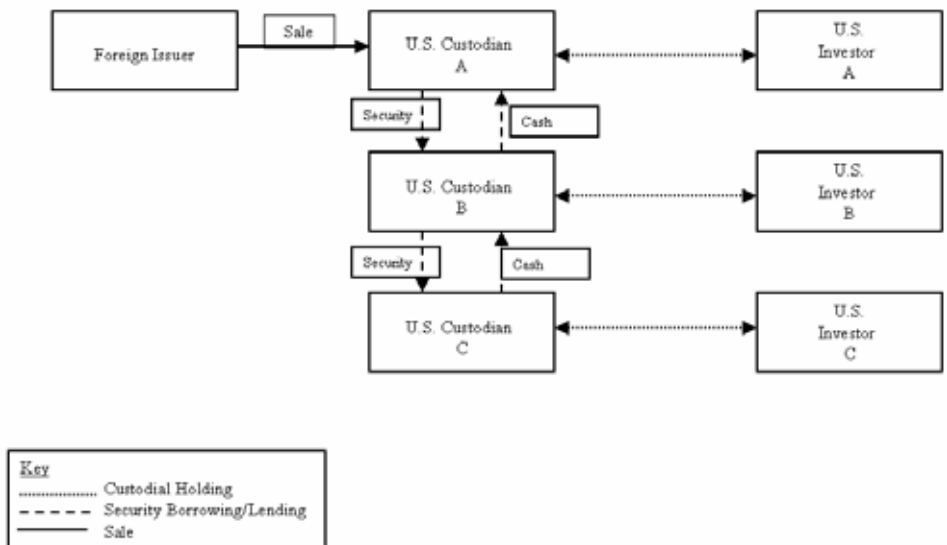 Foreign Issuer
Sale
U.S. Custodian
A
U.S.
Investor
A
Security
Cash
U.S. Custodian
B
U.S.
Investor
B
Security
Cash
U.S. Custodian
C
U.S.
Investor
C
Key
Custodial Holding
Security Borrowing/Lending
Sale